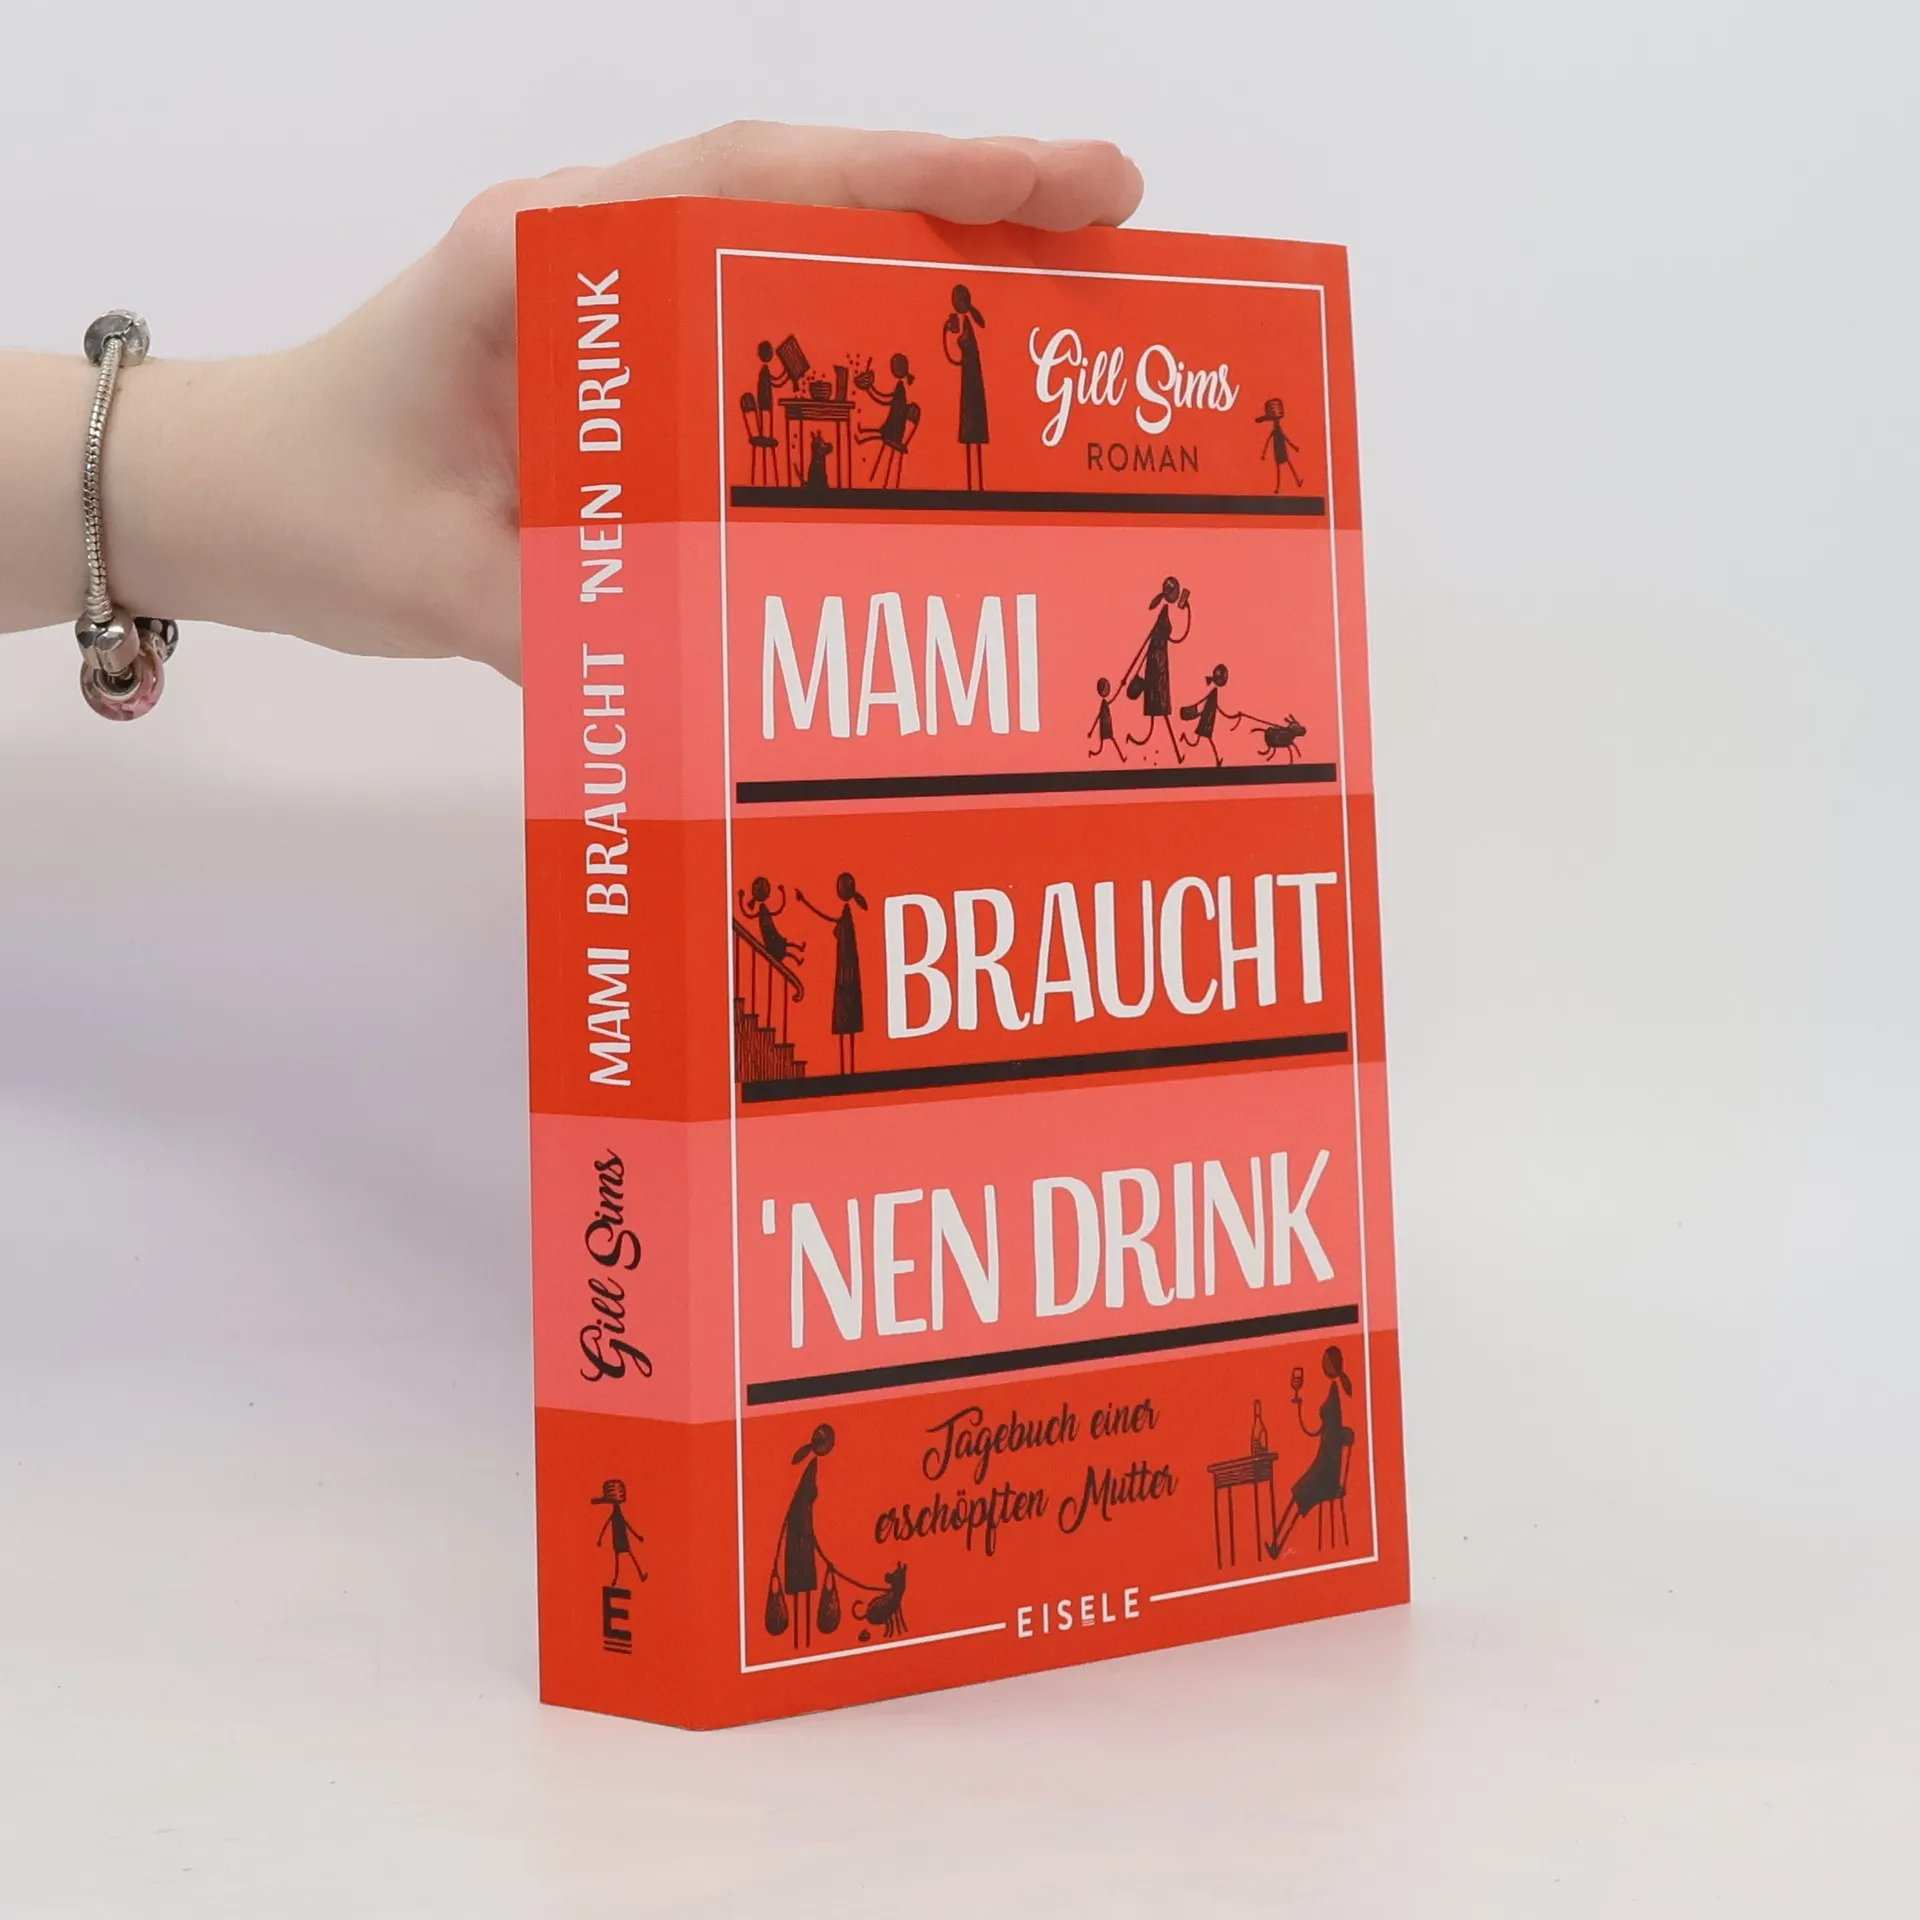 MAMI BRAUCHT 'NEN DRINK
Gill Sims
E
Gill Sims
ROMAN
MAMI
BRAUCHT
'NEN DRINK
Tagebuch einer
erschöpften Mutter
EISELE